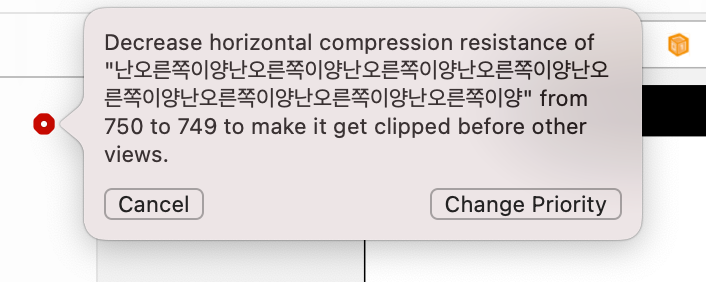 Decrease horizontal compression resistance of
"난오른쪽이양난오른쪽이양난오른쪽이양난오른쪽이양난오
른쪽이양난오른쪽이양난오른쪽이양난오른쪽이양" from
750 to 749 to make it get clipped before other
views.
Cancel
Change Priority